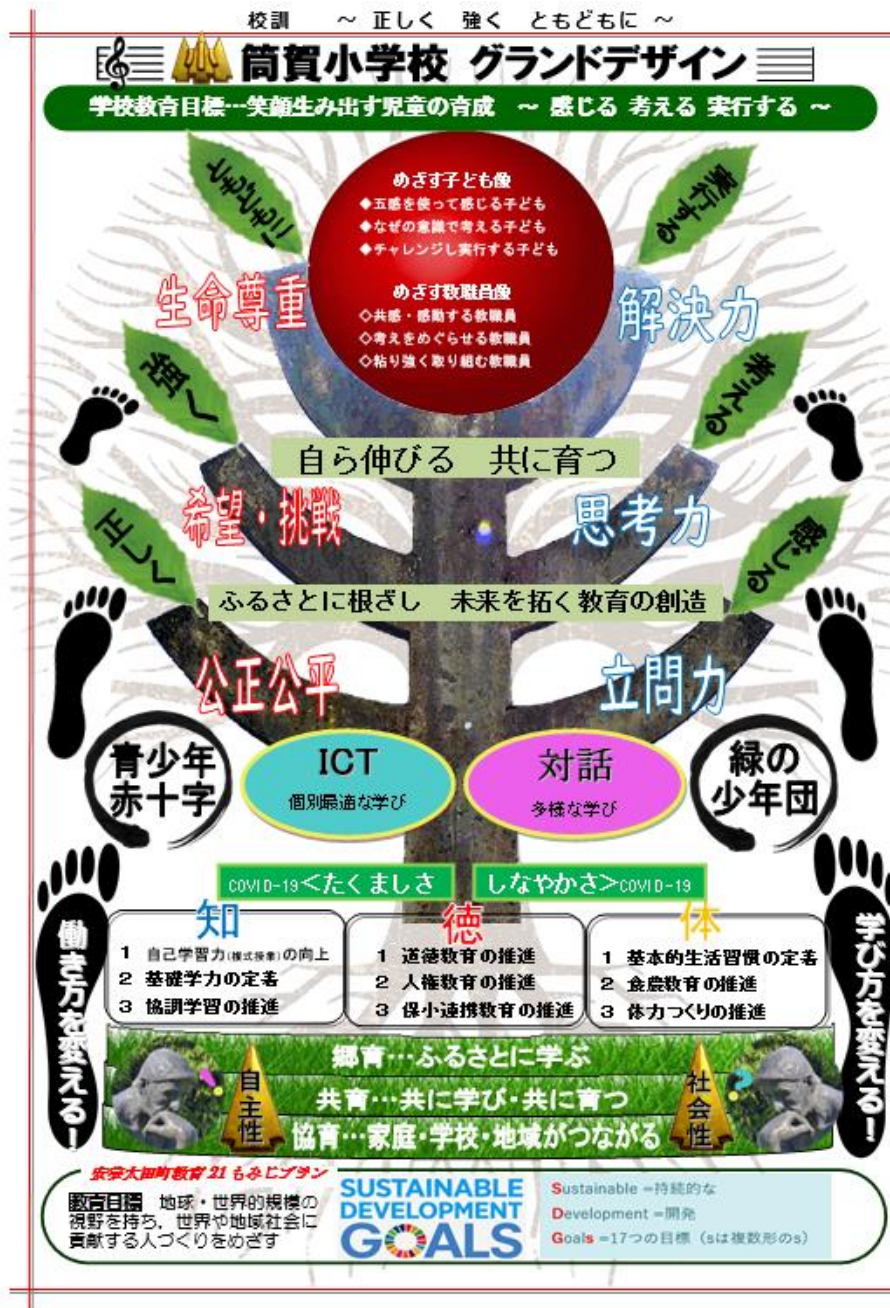 校訓 ～ 正しく 強く ともどもに ～
筒賀小学校 グランドデザイン
学校教育目標…笑顔生み出す児童の育成 ～ 感じる 考える 実行する ～
ともどもに
実行する
めざす子ども像
◆五感を使って感じる子ども
◆なぜの意識で考える子ども
◆チャレンジし実行する子ども
めざす教職員像
◇共感・感動する教職員
◇考えをめぐらせる教職員
◇粘り強く取り組む教職員
生命尊重
解決力
強く
考える
自ら伸びる 共に育つ
希望・挑戦
思考力
正しく
感じる
ふるさとに根ざし 未来を拓く教育の創造
公正公平
立問力
青少年
赤十字
ICT
個別最適な学び
対話
多様な学び
緑の
少年団
COVID-19<たくましさ
しなやかさ>COVID-19
働き方を変える!
学び方を変える!
知
1 自己学習力(複式授業)の向上
2 基礎学力の定着
3 協調学習の推進
徳
1 道徳教育の推進
2 人権教育の推進
3 保小連携教育の推進
体
1 基本的生活習慣の定着
2 食農教育の推進
3 体力つくりの推進
郷育…ふるさとに学ぶ
共育…共に学び・共に育つ
協育…家庭・学校・地域がつながる
!
自主性
社会性
?
安芸太田町教育21もみじプラン
教育目標 地球・世界的規模の
視野を持ち、世界や地域社会に
貢献する人づくりをめざす
SUSTAINABLE
DEVELOPMENT
GOALS
Sustainable =持続的な
Development =開発
Goals =17つの目標（sは複数形のs）